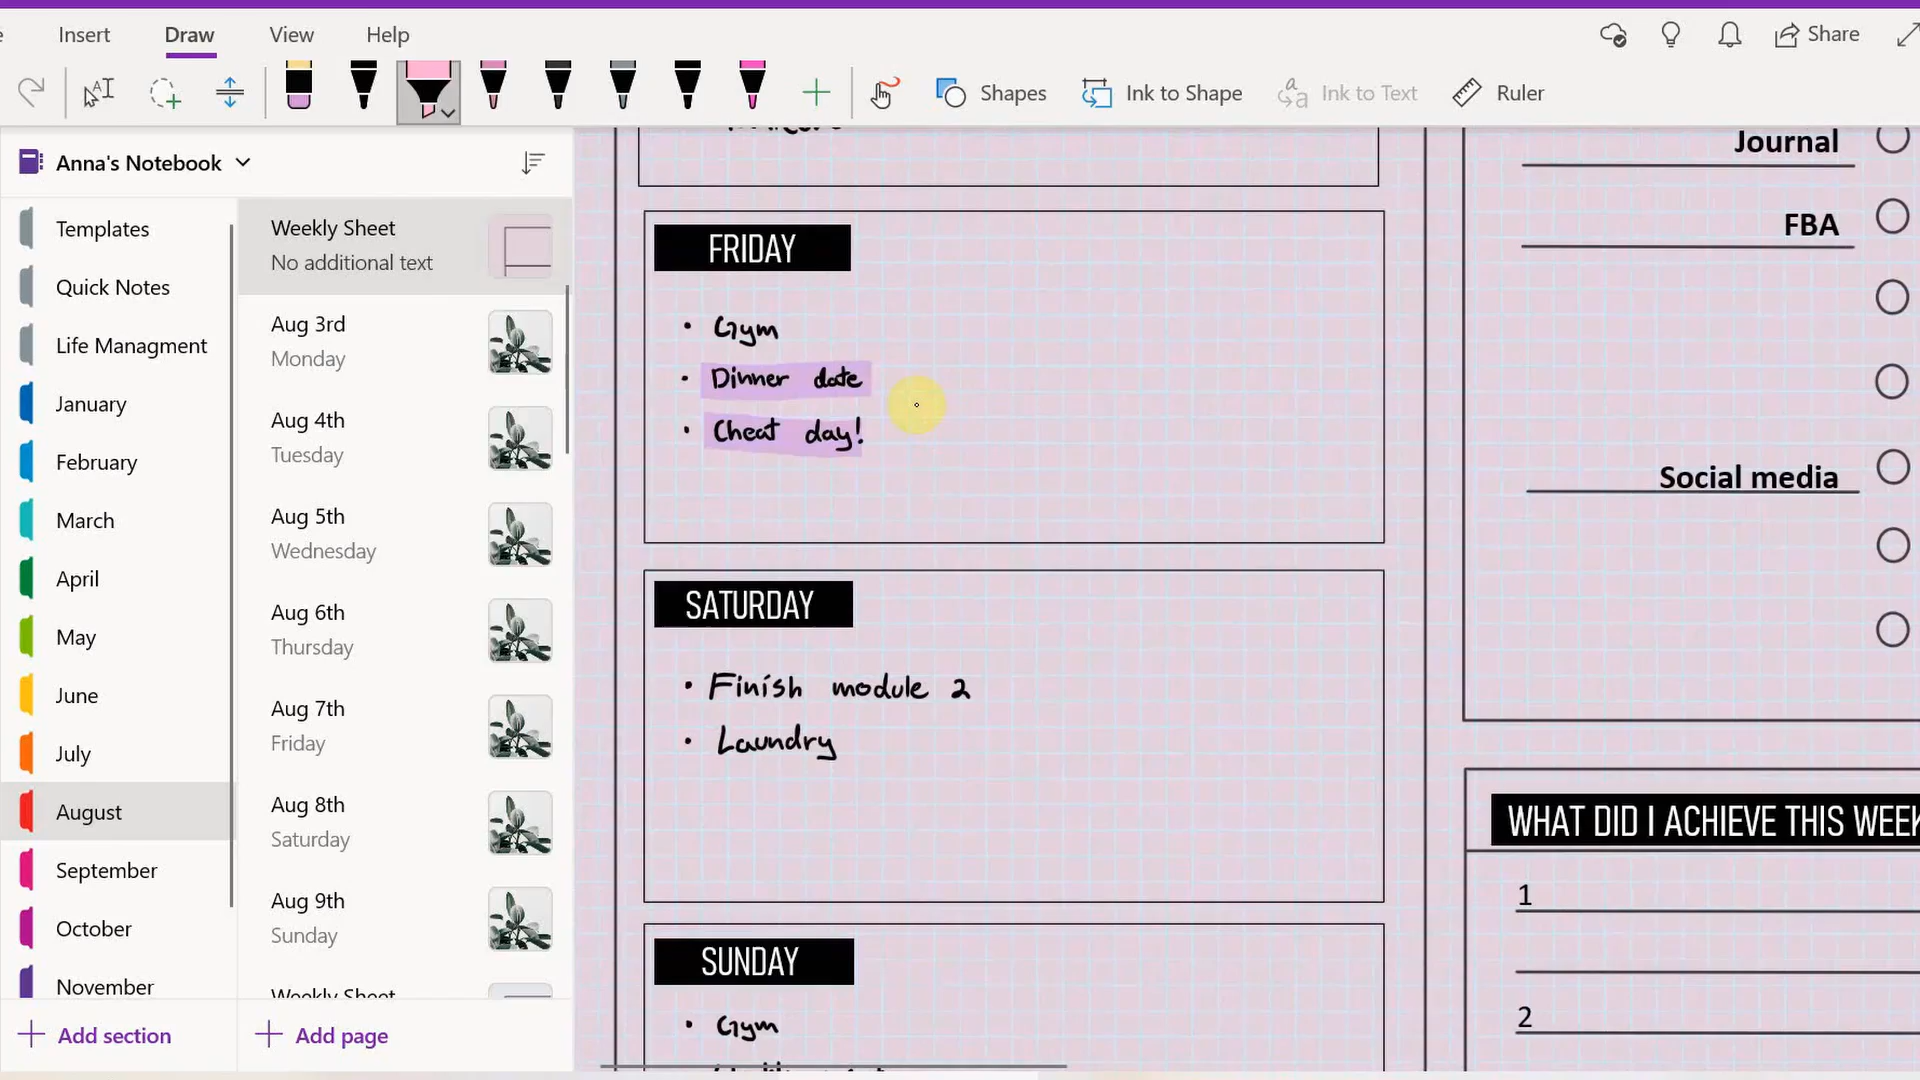 Insert Draw View Help
Share
Shapes Ink to Shape Ink to Text Ruler
Anna's Notebook
Templates
Quick Notes
Life Managment
January
February
March
April
May
June
July
August
September
October
November
Add section
Weekly Sheet
No additional text
Aug 3rd
Monday
Aug 4th
Tuesday
Aug 5th
Wednesday
Aug 6th
Thursday
Aug 7th
Friday
Aug 8th
Saturday
Aug 9th
Sunday
Weekly Sheet
Add page
FRIDAY
• Gym
• Dinner date
• Cheat day!
SATURDAY
• Finish module 2
• Laundry
SUNDAY
• Gym
Journal
FBA
Social media
WHAT DID I ACHIEVE THIS WEEK
1
2